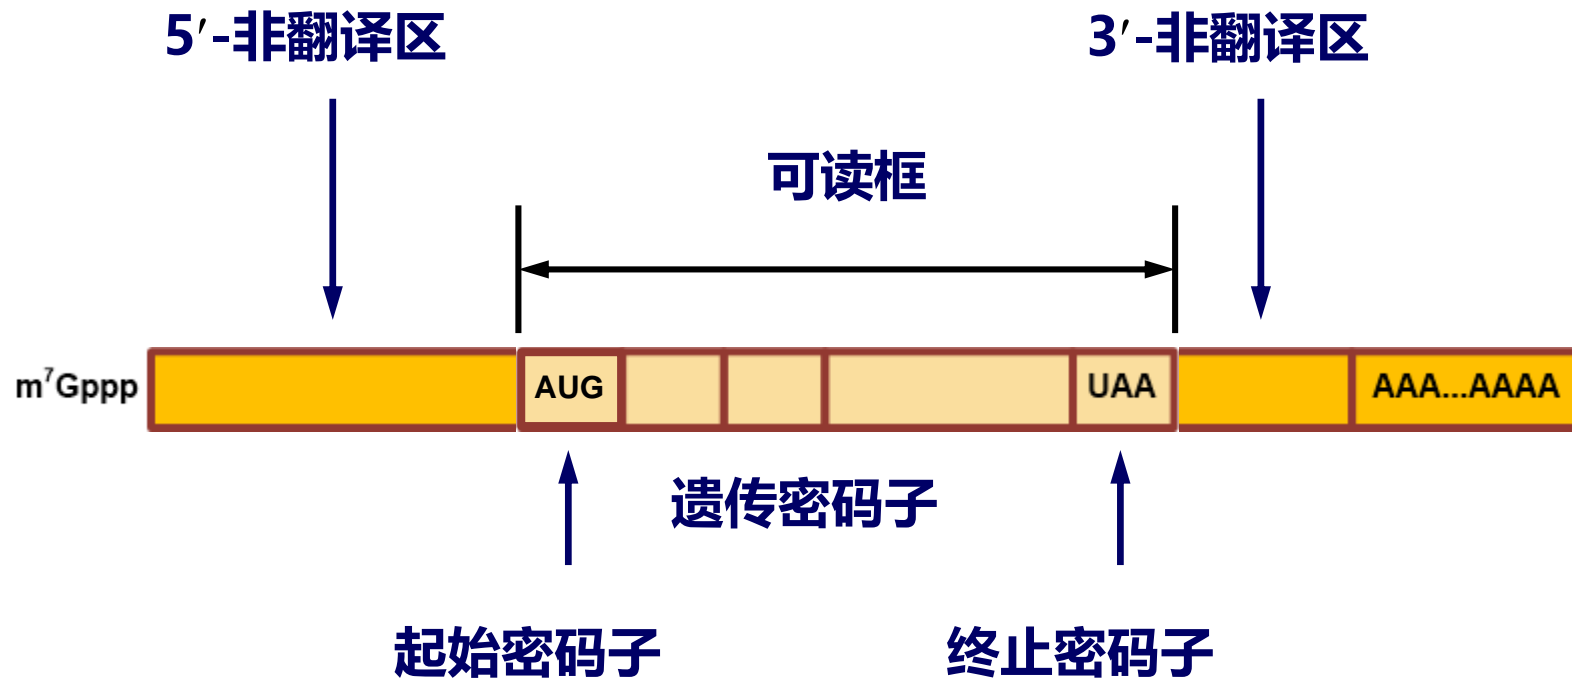 5′-非翻译区
3′-非翻译区
可读框
m⁷Gppp
AUG
UAA
AAA...AAAA
遗传密码子
起始密码子
终止密码子